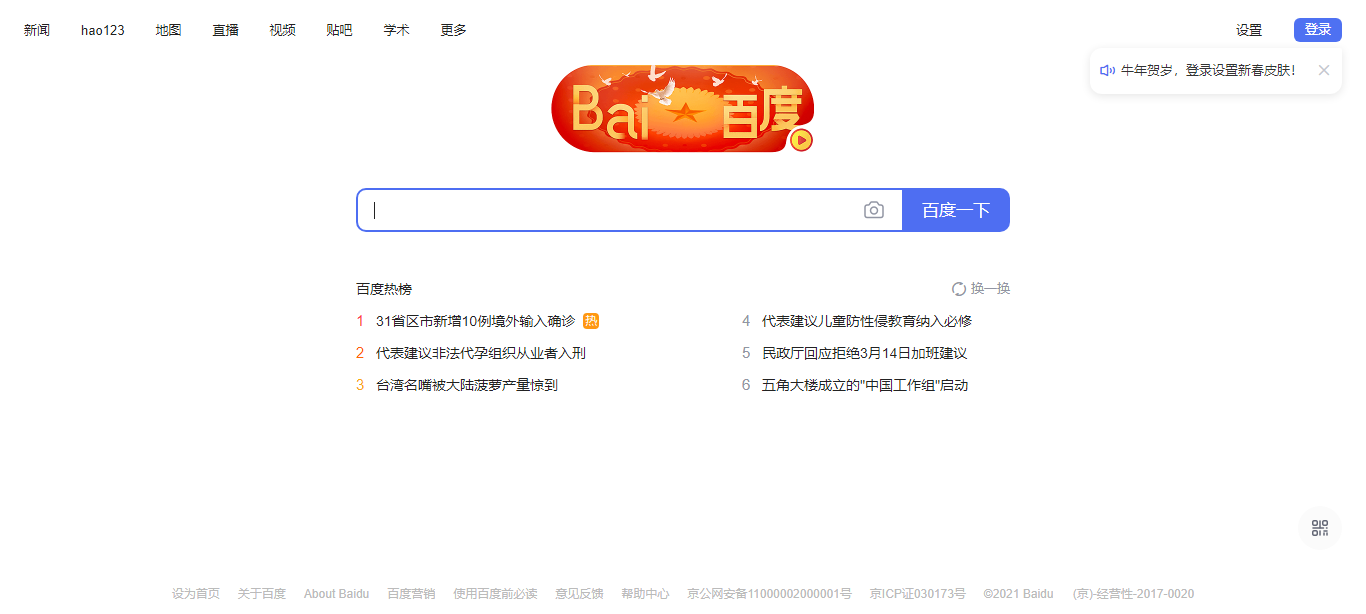 新闻 hao123 地图 直播 视频 贴吧 学术 更多 设置 登录
牛年贺岁，登录设置新春皮肤！
Bai 百度
百度一下
百度热榜 换一换
1 31省区市新增10例境外输入确诊 热
2 代表建议非法代孕组织从业者入刑
3 台湾名嘴被大陆菠萝产量惊到
4 代表建议儿童防性侵教育纳入必修
5 民政厅回应拒绝3月14日加班建议
6 五角大楼成立的"中国工作组"启动
设为首页 关于百度 About Baidu 百度营销 使用百度前必读 意见反馈 帮助中心 京公网安备11000002000001号 京ICP证030173号 ©2021 Baidu (京)-经营性-2017-0020